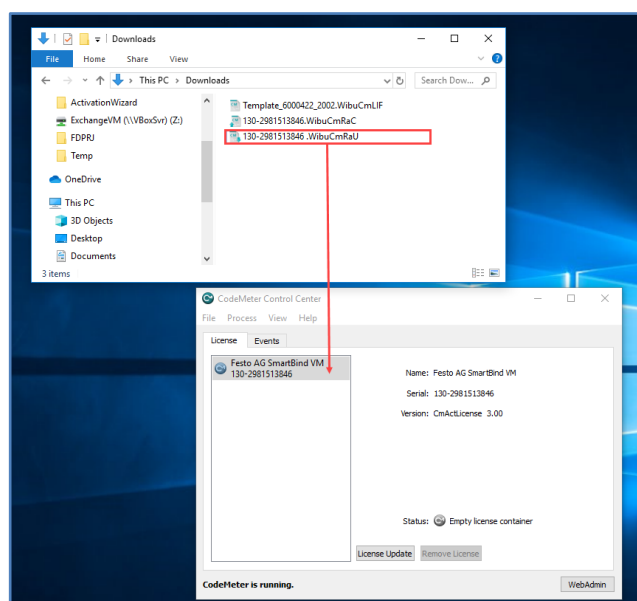 Downloads
File Home Share View
This PC > Downloads
Search Dow...
ActivationWizard
ExchangeVM (\\VBoxSvr) (Z:)
FDPRJ
Temp
OneDrive
This PC
3D Objects
Desktop
Documents
Template_6000422_2002.WibuCmLIF
130-2981513846.WibuCmRaC
130-2981513846 .WibuCmRaU
3 items
CodeMeter Control Center
File Process View Help
License Events
Festo AG SmartBind VM
130-2981513846
Name: Festo AG SmartBind VM
Serial: 130-2981513846
Version: CmActLicense 3.00
Status: Empty license container
License Update Remove License
CodeMeter is running.
WebAdmin